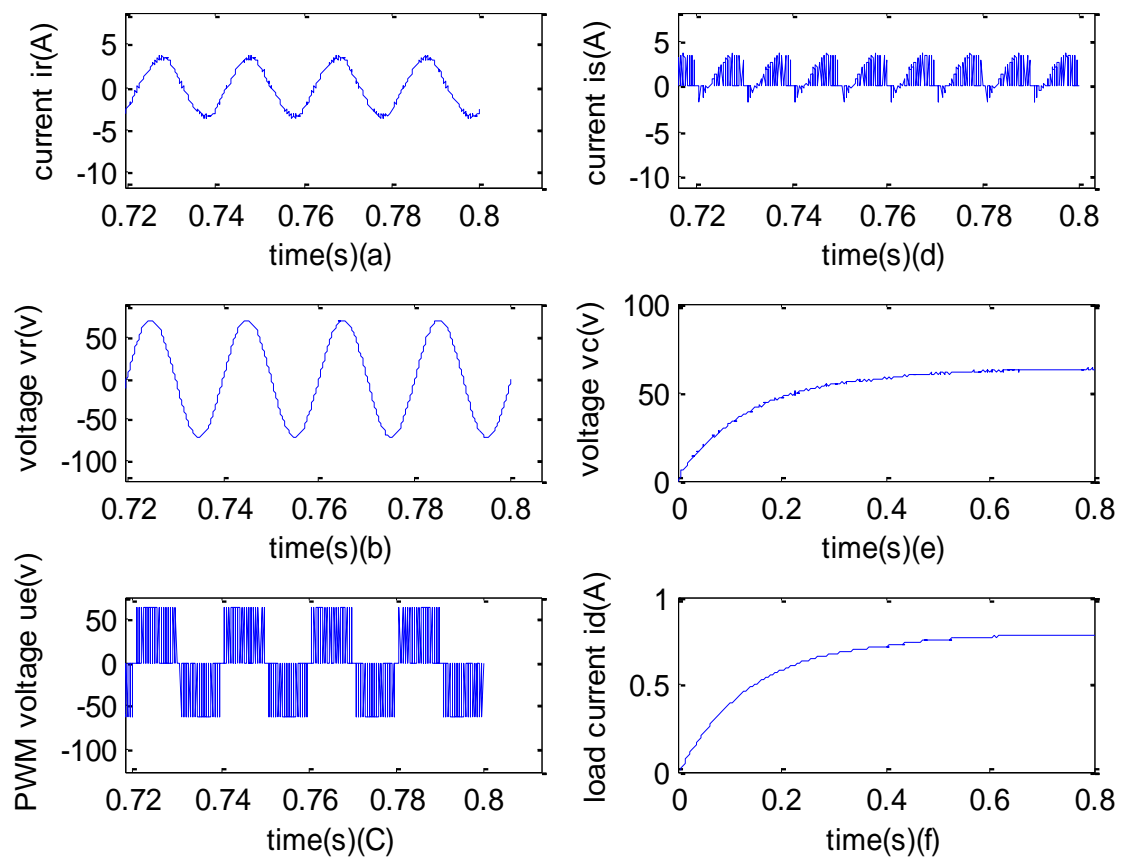 current ir(A)
5
0
-5
-10
0.72 0.74 0.76 0.78 0.8
time(s)(a)
current is(A)
5
0
-5
-10
0.72 0.74 0.76 0.78 0.8
time(s)(d)
voltage vr(v)
50
0
-50
-100
0.72 0.74 0.76 0.78 0.8
time(s)(b)
voltage vc(v)
100
50
0
0 0.2 0.4 0.6 0.8
time(s)(e)
PWM voltage ue(v)
50
0
-50
-100
0.72 0.74 0.76 0.78 0.8
time(s)(C)
load current id(A)
1
0.5
0
0 0.2 0.4 0.6 0.8
time(s)(f)